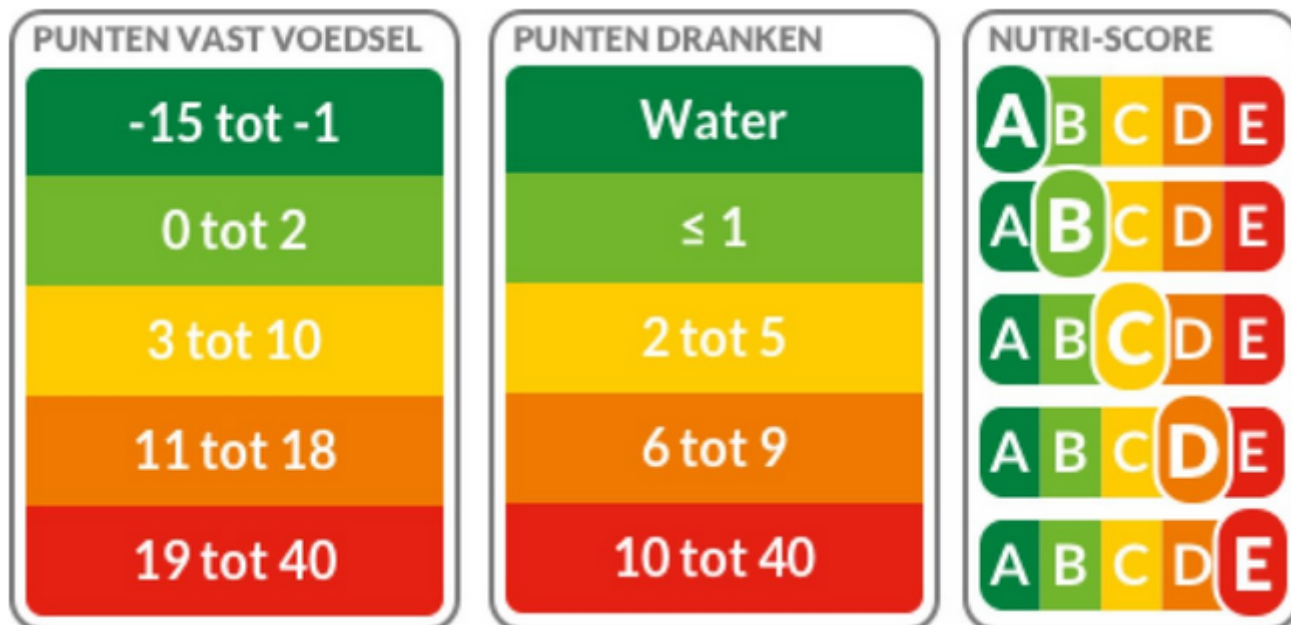 PUNTEN VAST VOEDSEL
-15 tot -1
0 tot 2
3 tot 10
11 tot 18
19 tot 40
PUNTEN DRANKEN
Water
≤ 1
2 tot 5
6 tot 9
10 tot 40
NUTRI-SCORE
A B C D E
A B C D E
A B C D E
A B C D E
A B C D E